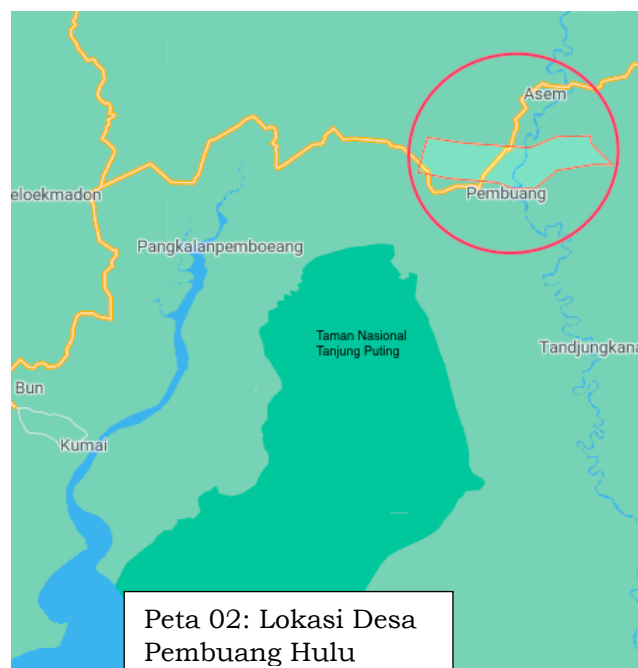 Asem
eloekmadon
Pembuang
Pangkalanpemboeang
Taman Nasional
Tanjung Puting
Tandjungkana
Bun
Kumai
Peta 02: Lokasi Desa
Pembuang Hulu